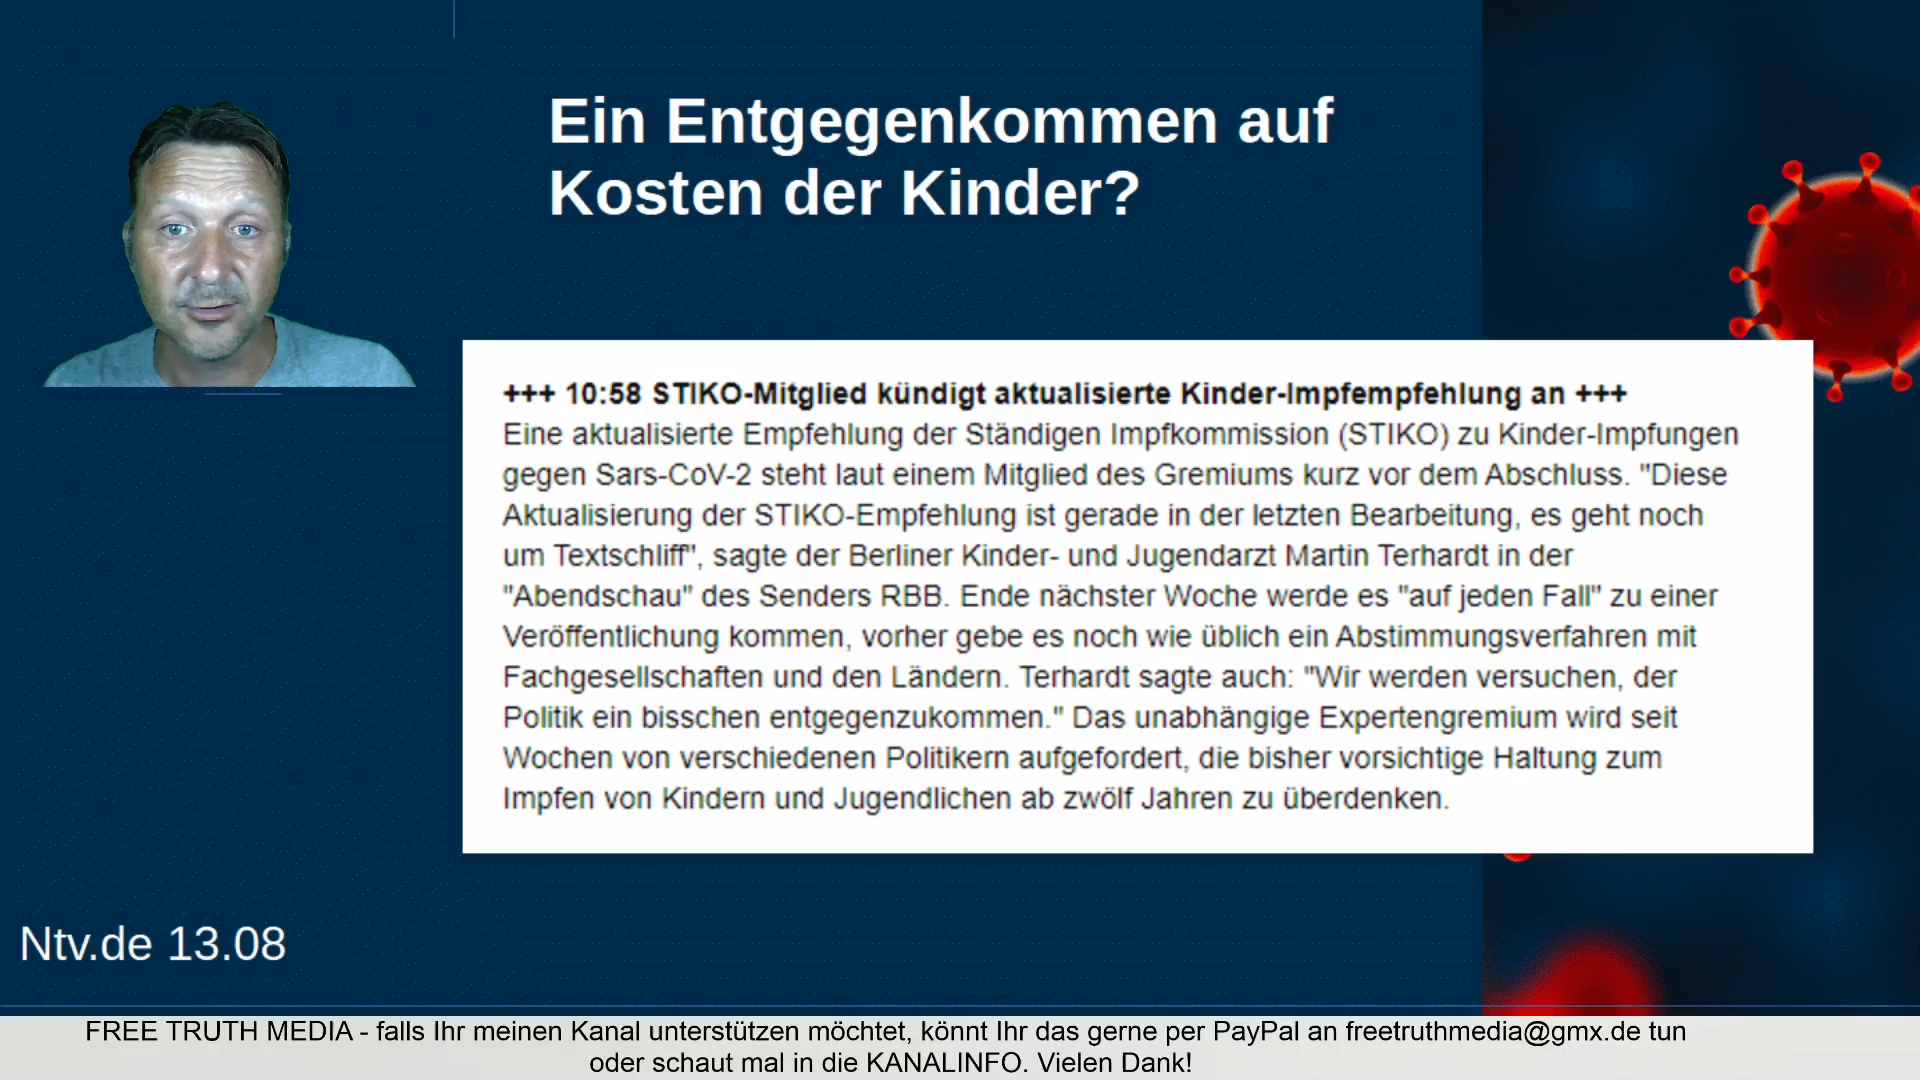 Ein Entgegenkommen auf
Kosten der Kinder?
+++ 10:58 STIKO-Mitglied kündigt aktualisierte Kinder-Impfempfehlung an +++
Eine aktualisierte Empfehlung der Ständigen Impfkommission (STIKO) zu Kinder-Impfungen
gegen Sars-CoV-2 steht laut einem Mitglied des Gremiums kurz vor dem Abschluss. "Diese
Aktualisierung der STIKO-Empfehlung ist gerade in der letzten Bearbeitung, es geht noch
um Textschliff", sagte der Berliner Kinder- und Jugendarzt Martin Terhardt in der
"Abendschau" des Senders RBB. Ende nächster Woche werde es "auf jeden Fall" zu einer
Veröffentlichung kommen, vorher gebe es noch wie üblich ein Abstimmungsverfahren mit
Fachgesellschaften und den Ländern. Terhardt sagte auch: "Wir werden versuchen, der
Politik ein bisschen entgegenzukommen." Das unabhängige Expertengremium wird seit
Wochen von verschiedenen Politikern aufgefordert, die bisher vorsichtige Haltung zum
Impfen von Kindern und Jugendlichen ab zwölf Jahren zu überdenken.
Ntv.de 13.08
FREE TRUTH MEDIA - falls Ihr meinen Kanal unterstützen möchtet, könnt Ihr das gerne per PayPal an freetruthmedia@gmx.de tun
oder schaut mal in die KANALINFO. Vielen Dank!